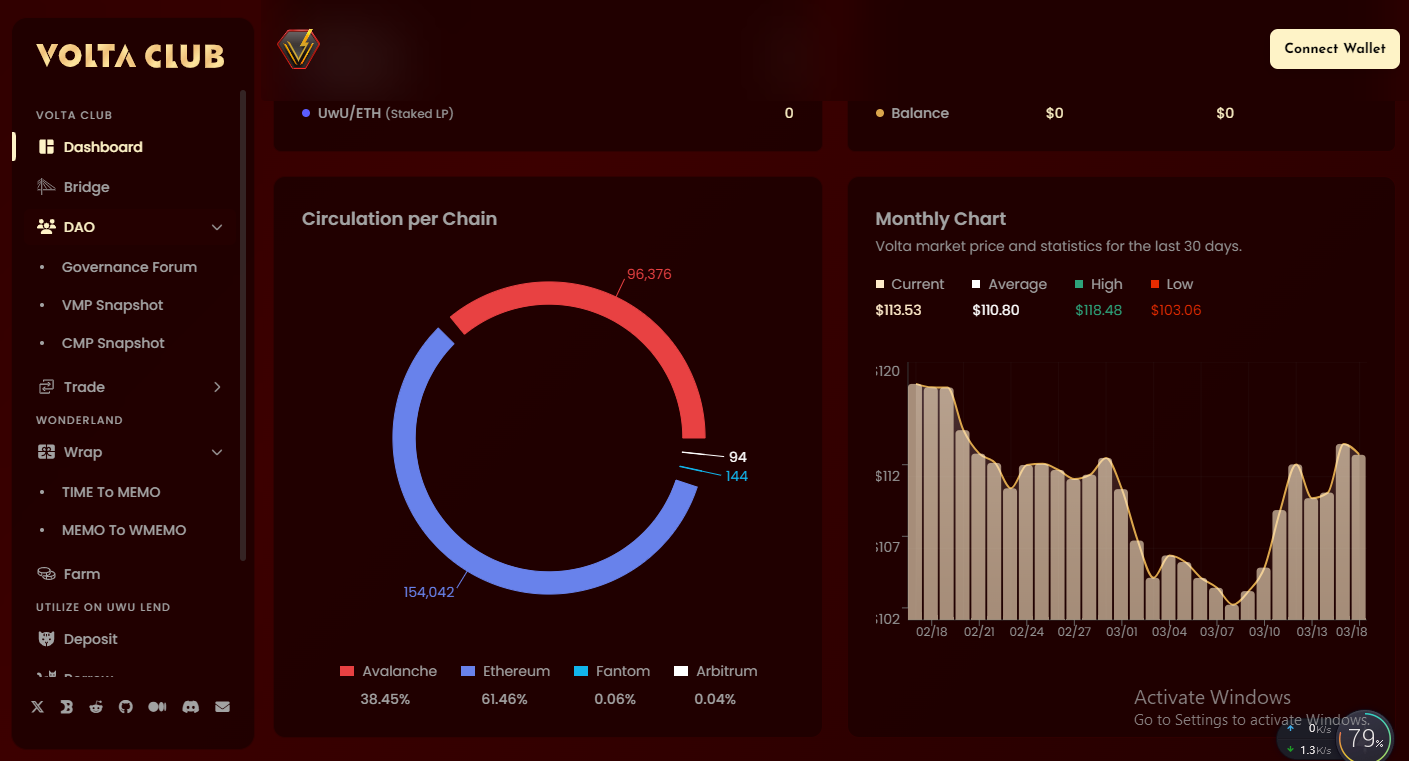 VOLTA CLUB
Connect Wallet
VOLTA CLUB
Dashboard
Bridge
DAO
• Governance Forum
• VMP Snapshot
• CMP Snapshot
Trade
WONDERLAND
Wrap
• TIME To MEMO
• MEMO To WMEMO
Farm
UTILIZE ON UWU LEND
Deposit
UwU/ETH (Staked LP) 0
Balance $0 $0
Circulation per Chain
96,376
94
144
154,042
Avalanche Ethereum Fantom Arbitrum
38.45% 61.46% 0.06% 0.04%
Monthly Chart
Volta market price and statistics for the last 30 days.
Current Average High Low
$113.53 $110.80 $118.48 $103.06
$120
$112
$107
$102
02/18 02/21 02/24 02/27 03/01 03/04 03/07 03/10 03/13 03/18
Activate Windows
Go to Settings to activate Windows.
0K/s
1.3K/s
79%